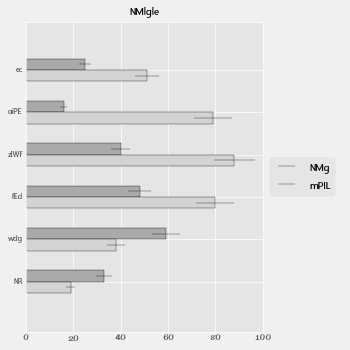 NMlgle
ec
oiPE
zlWf
fEd
wdg
NR
0 20 40 60 80 100
NMg
mPIL